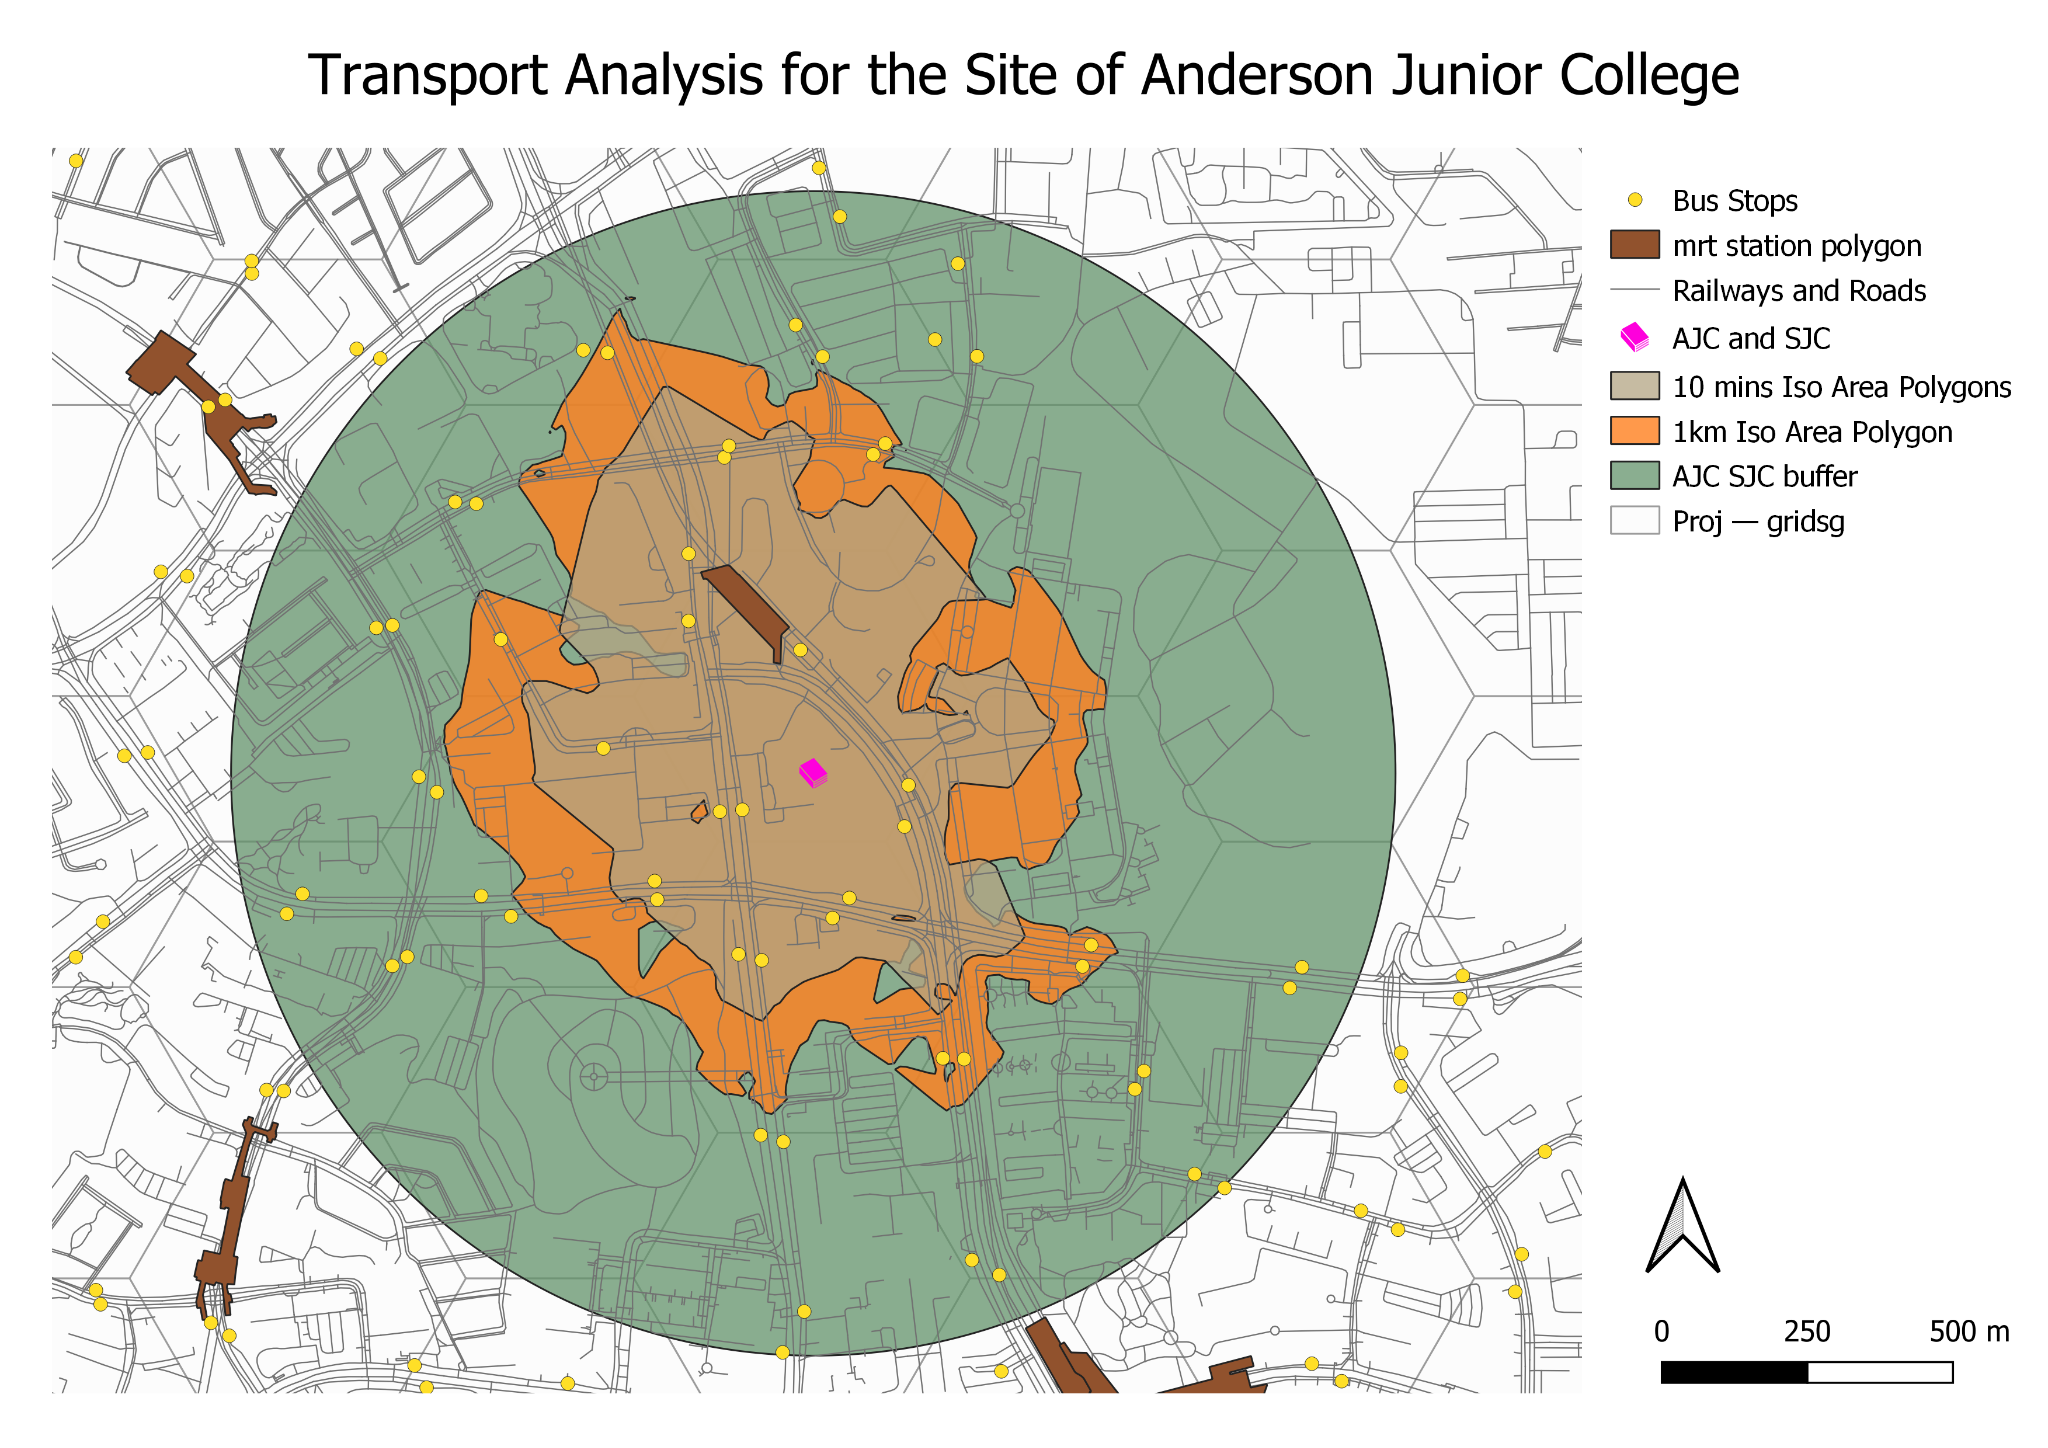 Transport Analysis for the Site of Anderson Junior College
Bus Stops
mrt station polygon
Railways and Roads
AJC and SJC
10 mins Iso Area Polygons
1km Iso Area Polygon
AJC SJC buffer
Proj — gridsg
0 250 500 m